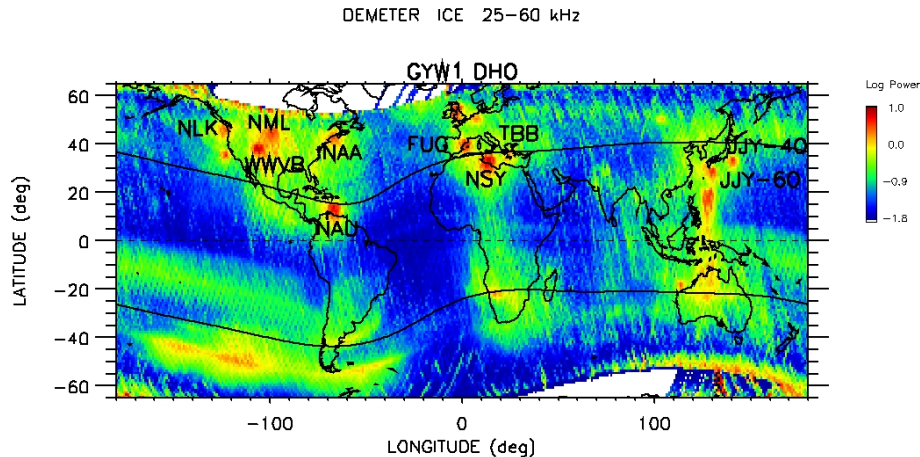 DEMETER ICE 25-60 kHz
GYW1 DHO
Log Power
1.0
0.0
-0.9
-1.8
60
40
20
0
-20
-40
-60
LATITUDE (deg)
NLK
NML
WWVB
NAA
NAU
FUG
TBB
NSY
JJY-40
JJY-60
-100
0
100
LONGITUDE (deg)